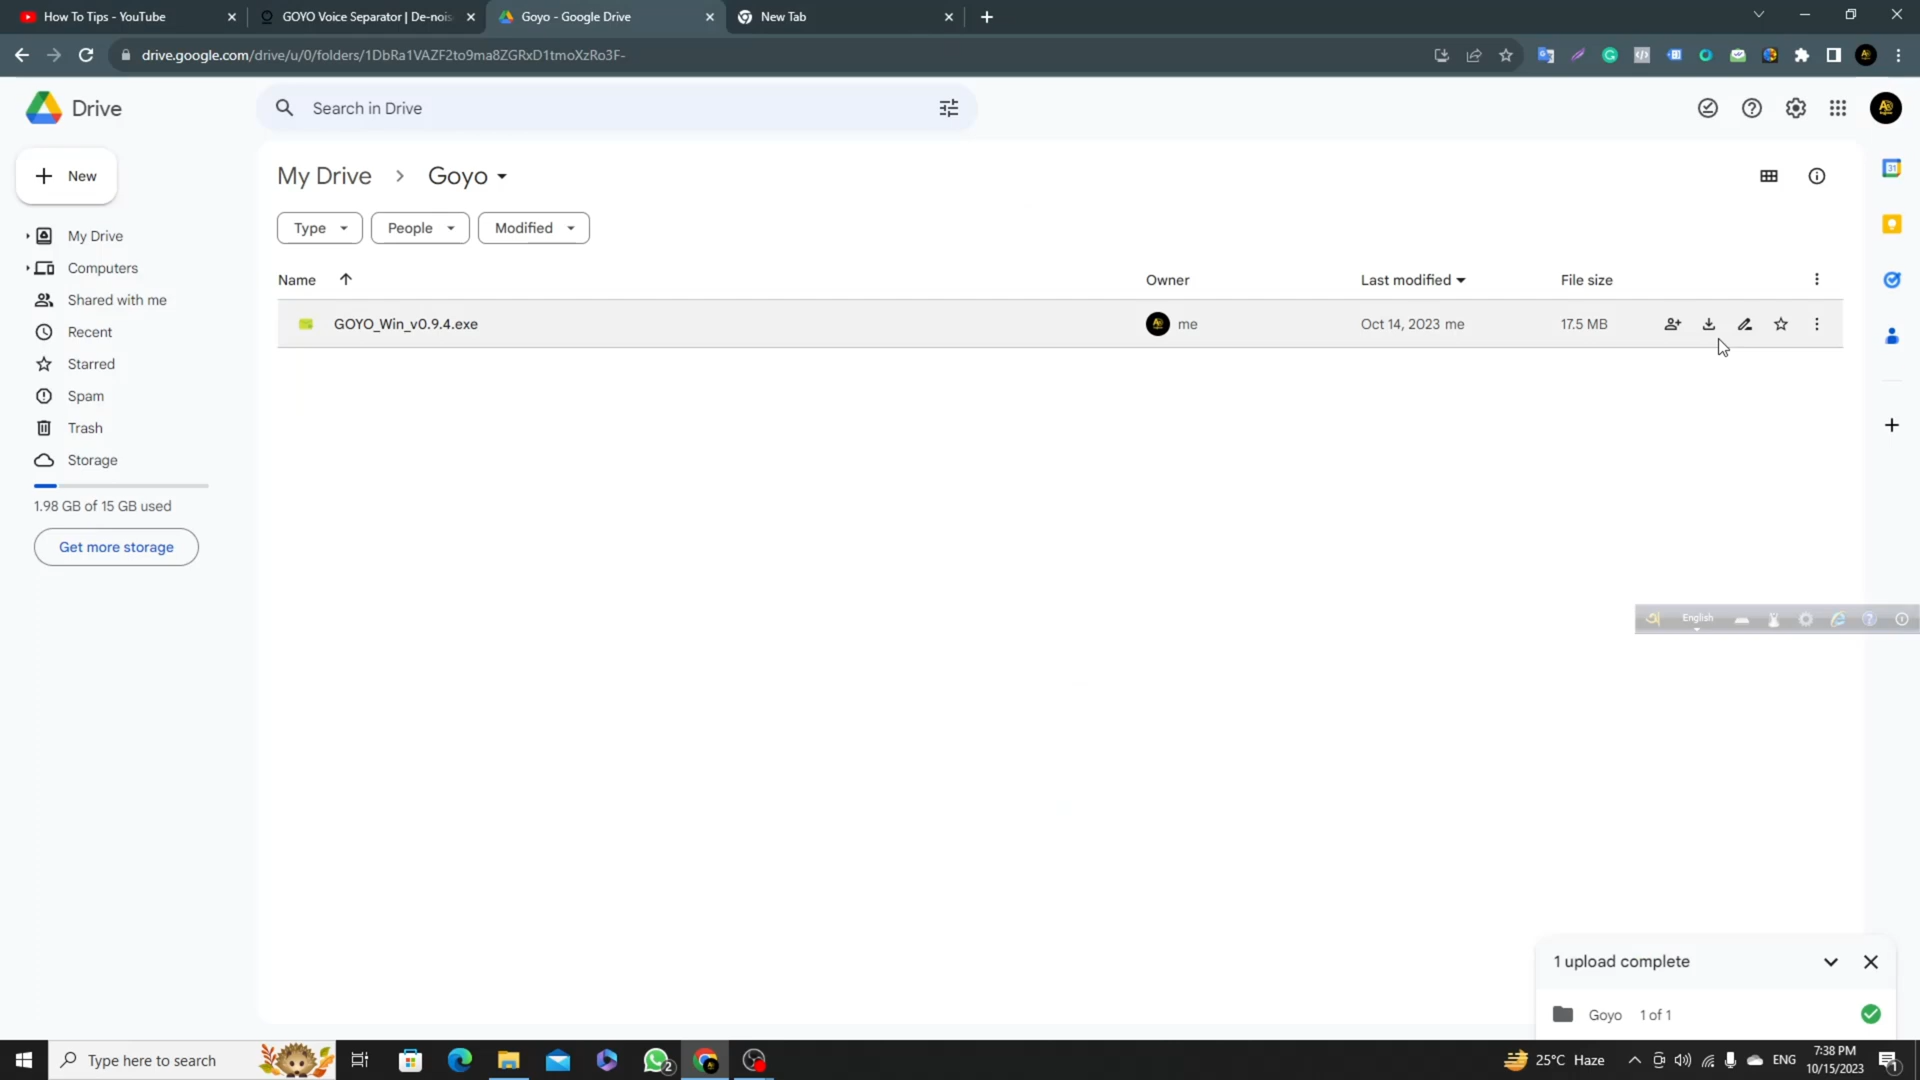 How To Tips - YouTube
GOYO Voice Separator | De-nois
Goyo - Google Drive
New Tab
drive.google.com/drive/u/0/folders/1DbRa1VAZF2to9ma8ZGRxD1tmoXzRo3F-
Drive
Search in Drive
New
My Drive
Computers
Shared with me
Recent
Starred
Spam
Trash
Storage
1.98 GB of 15 GB used
Get more storage
My Drive > Goyo
Type People Modified
Name Owner Last modified File size
GOYO_Win_v0.9.4.exe me Oct 14, 2023 me 17.5 MB
31
English
1 upload complete
Goyo 1 of 1
Type here to search
2
25°C Haze
ENG
7:38 PM
10/15/2023
1